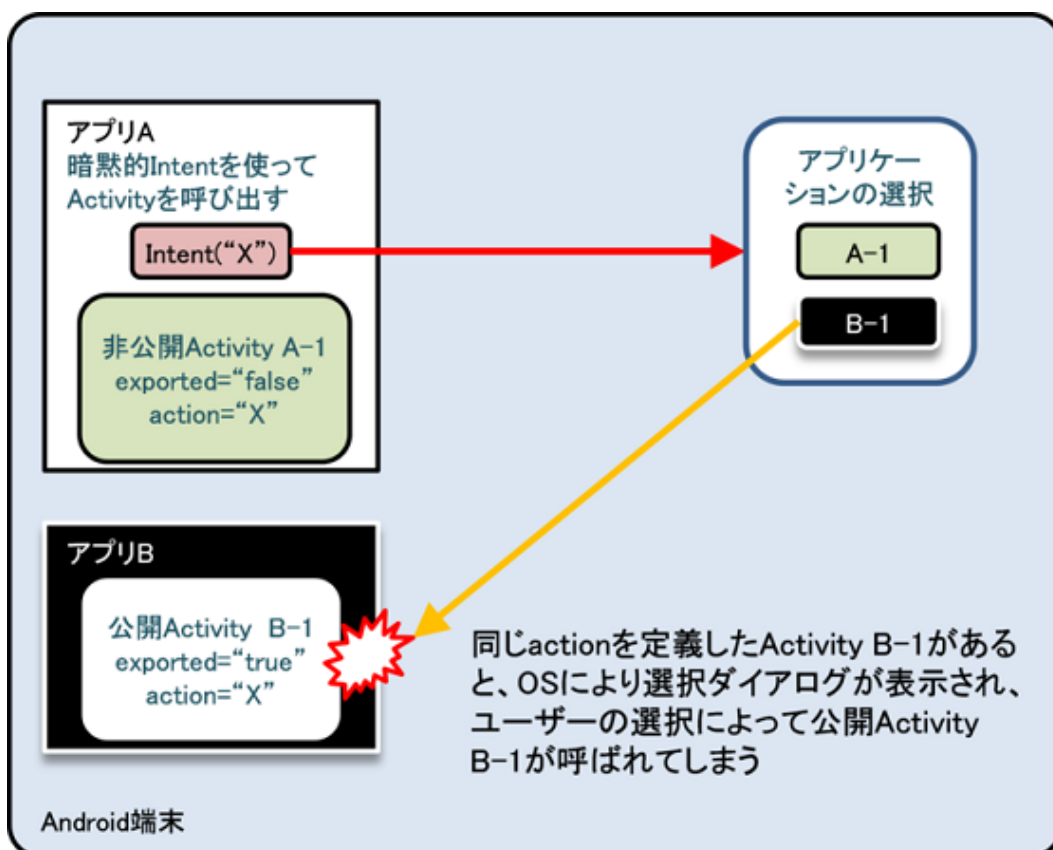 アプリA
暗黙的Intentを使って
Activityを呼び出す
Intent(“X”)
非公開Activity A-1
exported=“false”
action=“X”
アプリケー
ションの選択
A-1
B-1
アプリB
公開Activity B-1
exported=“true”
action=“X”
同じactionを定義したActivity B-1がある
と、OSにより選択ダイアログが表示され、
ユーザーの選択によって公開Activity
B-1が呼ばれてしまう
Android端末